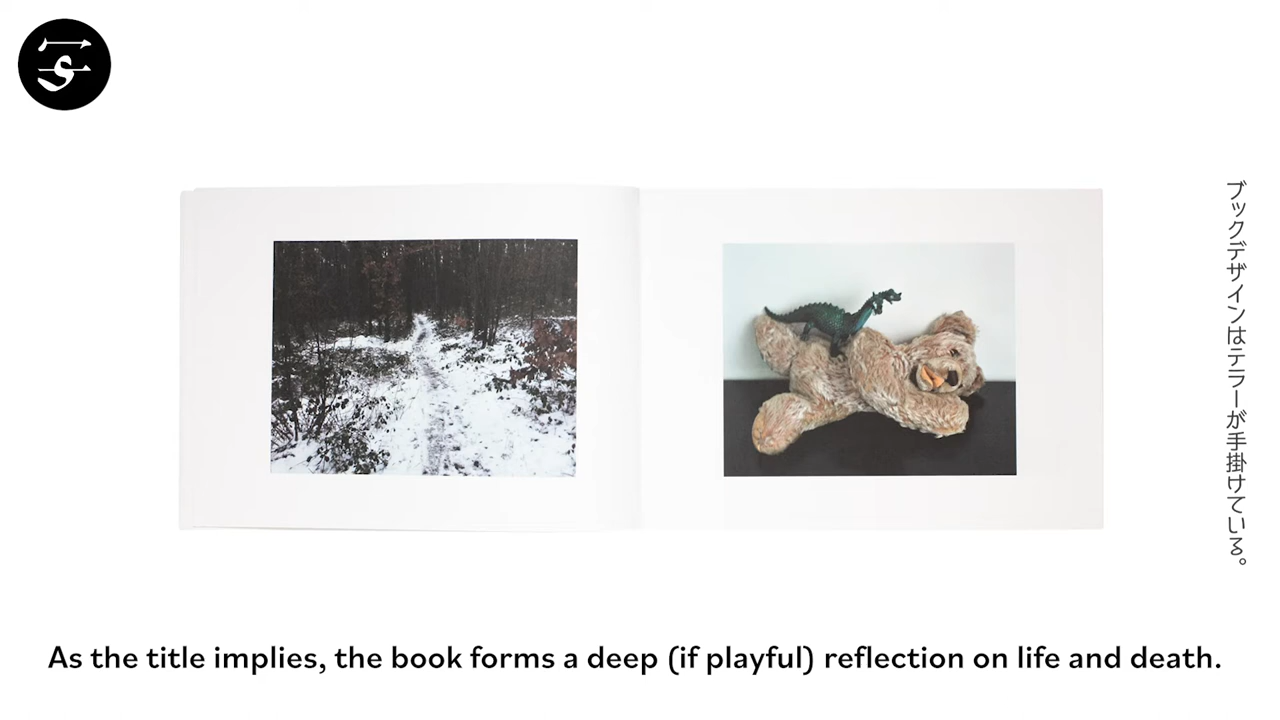 ブックデザインはテラーが手掛けている。
As the title implies, the book forms a deep (if playful) reflection on life and death.